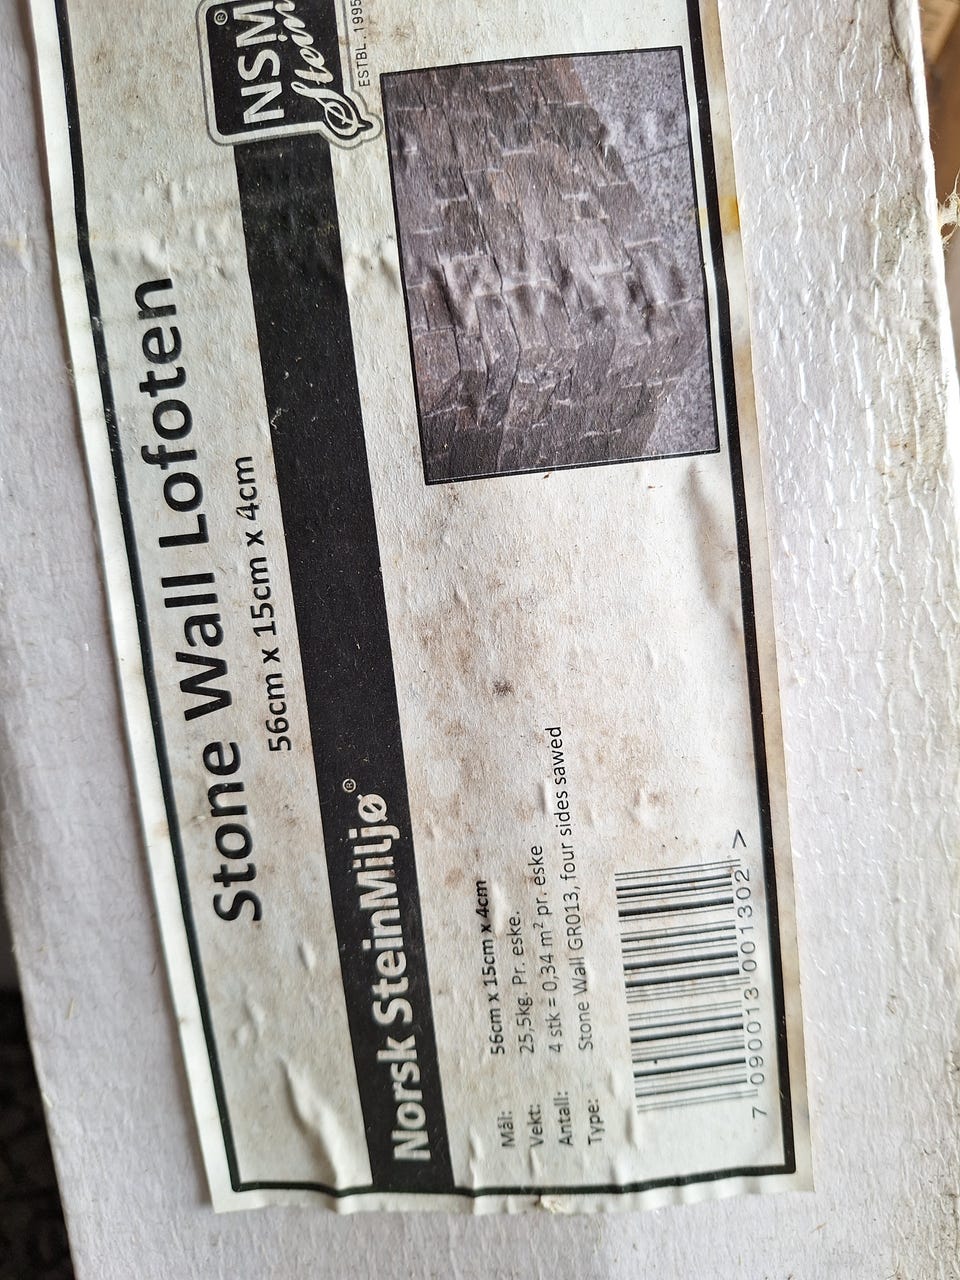 Stone Wall Lofoten
56cm x 15cm x 4cm
NSM®
Stein
ESTBL. 1995
Norsk SteinMiljø®
Mål: 56cm x 15cm x 4cm
Vekt: 25,5kg. Pr. eske.
Antall: 4 stk = 0,34 m² pr. eske
Type: Stone Wall GR013, four sides sawed
7 090013 001302 >